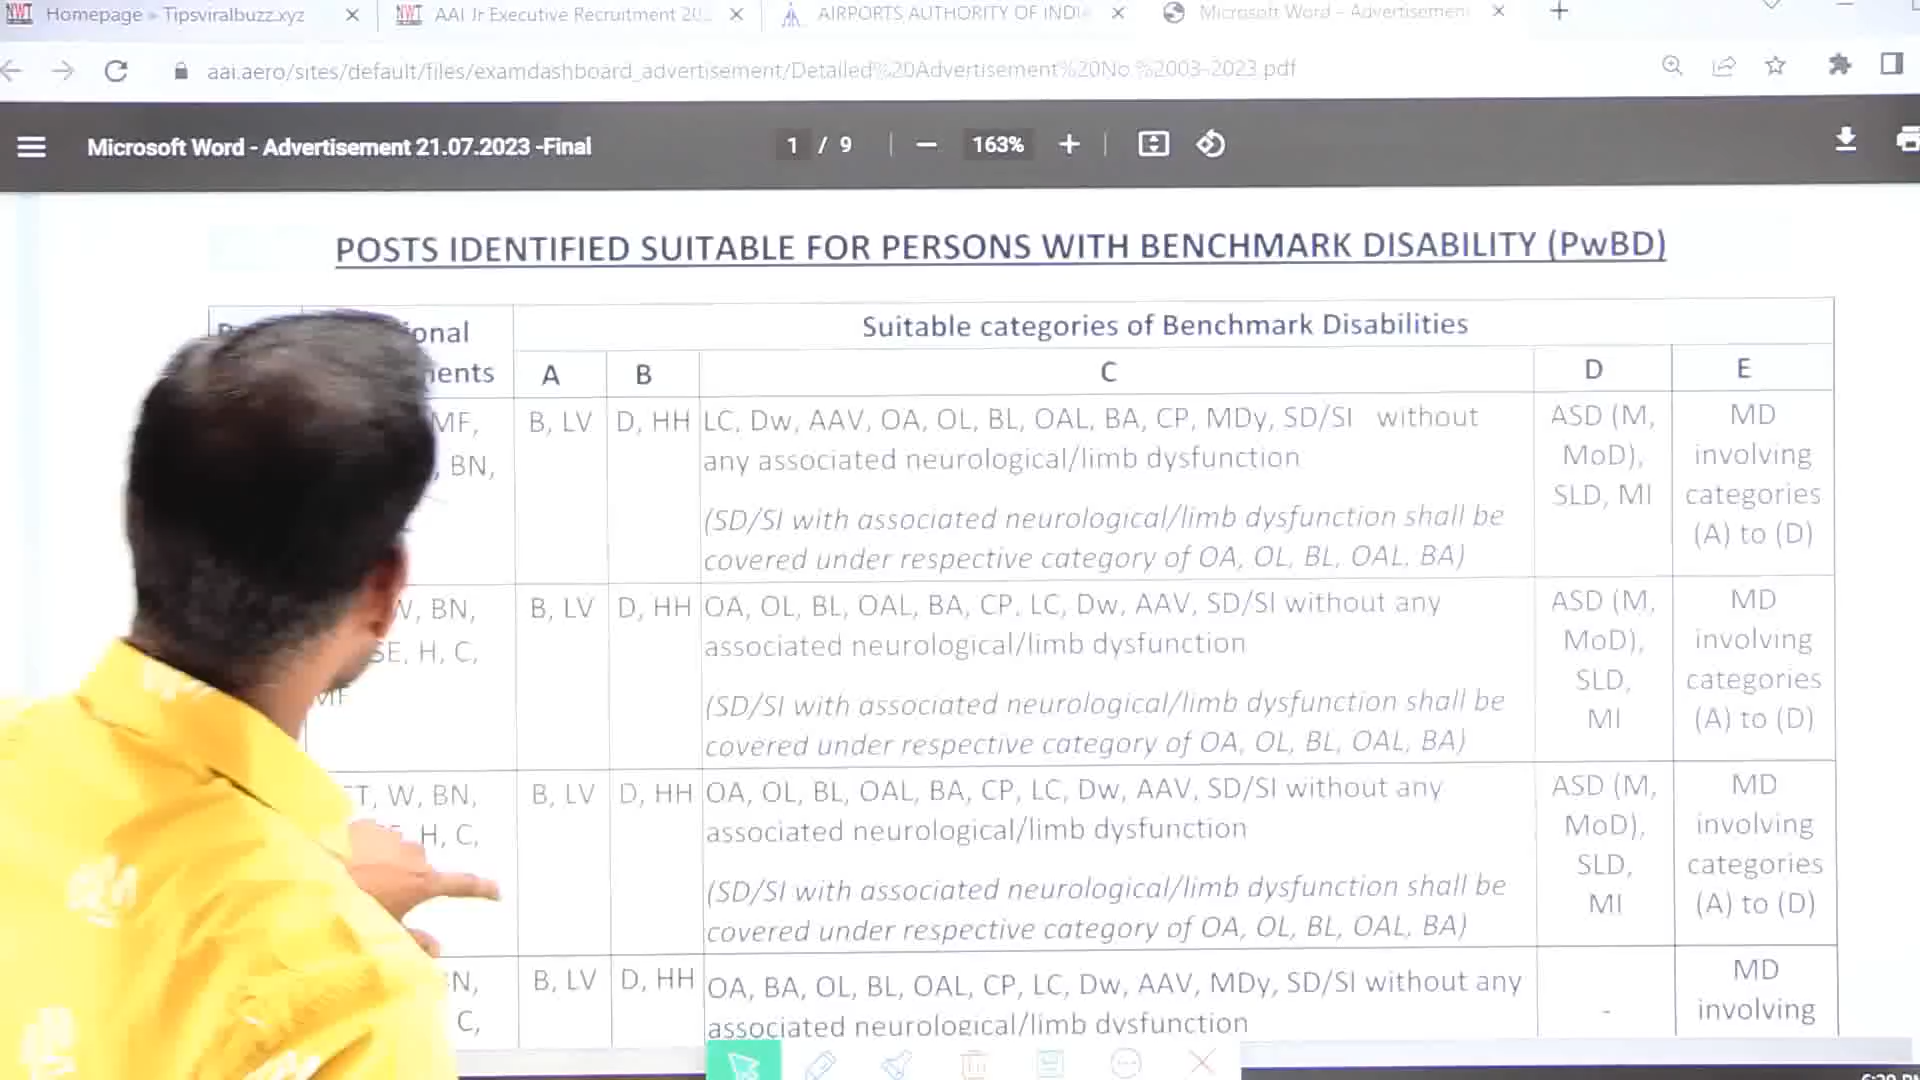 NWT Homepage - Tipsviralbuzz.xyz
NWT AAI Jr Executive Recruitment 20
AIRPORTS AUTHORITY OF INDI
Microsoft Word - Advertisement
aai.aero/sites/default/files/examdashboard_advertisement/Detailed%20Advertisement%20No.%2003-2023.pdf
Microsoft Word - Advertisement 21.07.2023 -Final
1 / 9
163%
POSTS IDENTIFIED SUITABLE FOR PERSONS WITH BENCHMARK DISABILITY (PwBD)
Suitable categories of Benchmark Disabilities
A B C D E
MF,
BN,
B, LV
D, HH
LC, Dw, AAV, OA, OL, BL, OAL, BA, CP, MDy, SD/SI without
any associated neurological/limb dysfunction
(SD/SI with associated neurological/limb dysfunction shall be
covered under respective category of OA, OL, BL, OAL, BA)
ASD (M,
MoD),
SLD, MI
MD
involving
categories
(A) to (D)
W, BN,
SE, H, C,
MF
B, LV
D, HH
OA, OL, BL, OAL, BA, CP, LC, Dw, AAV, SD/SI without any
associated neurological/limb dysfunction
(SD/SI with associated neurological/limb dysfunction shall be
covered under respective category of OA, OL, BL, OAL, BA)
ASD (M,
MoD),
SLD,
MI
MD
involving
categories
(A) to (D)
T, W, BN,
H, C,
B, LV
D, HH
OA, OL, BL, OAL, BA, CP, LC, Dw, AAV, SD/SI without any
associated neurological/limb dysfunction
(SD/SI with associated neurological/limb dysfunction shall be
covered under respective category of OA, OL, BL, OAL, BA)
ASD (M,
MoD),
SLD,
MI
MD
involving
categories
(A) to (D)
C,
B, LV
D, HH
OA, BA, OL, BL, OAL, CP, LC, Dw, AAV, MDy, SD/SI without any
associated neurological/limb dysfunction
-
MD
involving